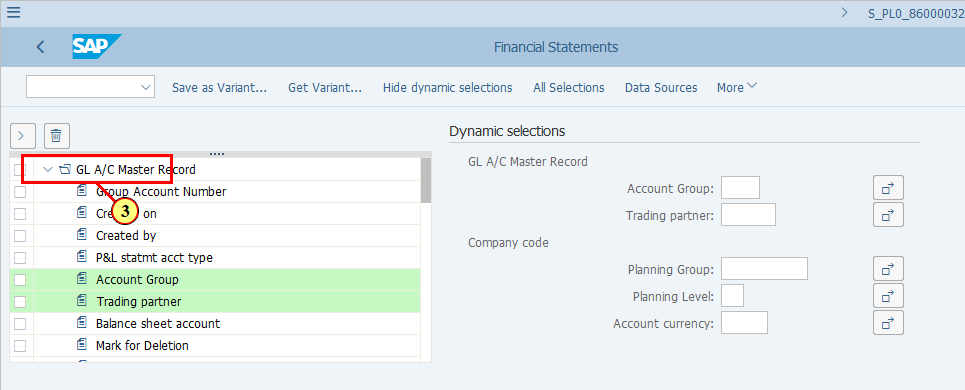 S_PL0_86000032
SAP Financial Statements
Save as Variant... Get Variant... Hide dynamic selections All Selections Data Sources More
Dynamic selections
GL A/C Master Record
Group Account Number
on
Created by
P&L statmt acct type
Account Group
Trading partner
Balance sheet account
Mark for Deletion
3
GL A/C Master Record
Account Group:
Trading partner:
Company code
Planning Group:
Planning Level:
Account currency: